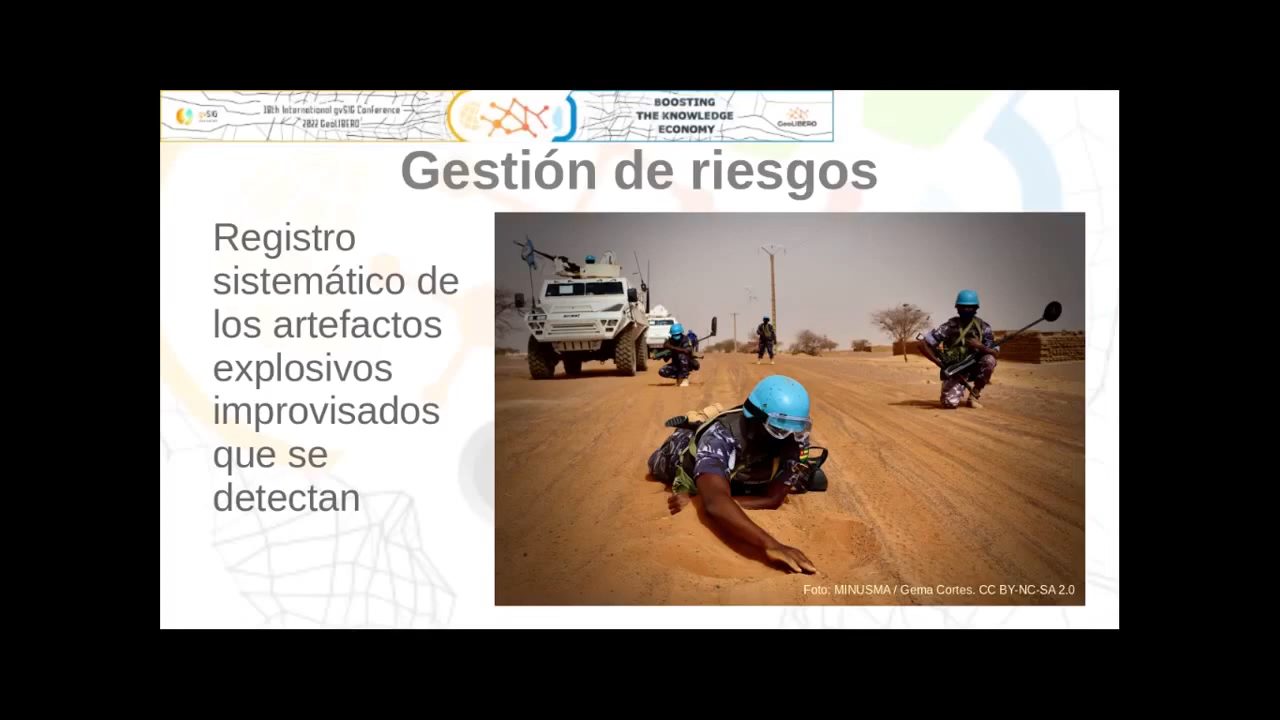 gvSIG
18th International gvSIG Conference
2022 GeoLIBERO
BOOSTING
THE KNOWLEDGE
ECONOMY
GeoLIBERO
Gestión de riesgos
Registro
sistemático de
los artefactos
explosivos
improvisados
que se
detectan
Foto: MINUSMA / Gema Cortes. CC BY-NC-SA 2.0